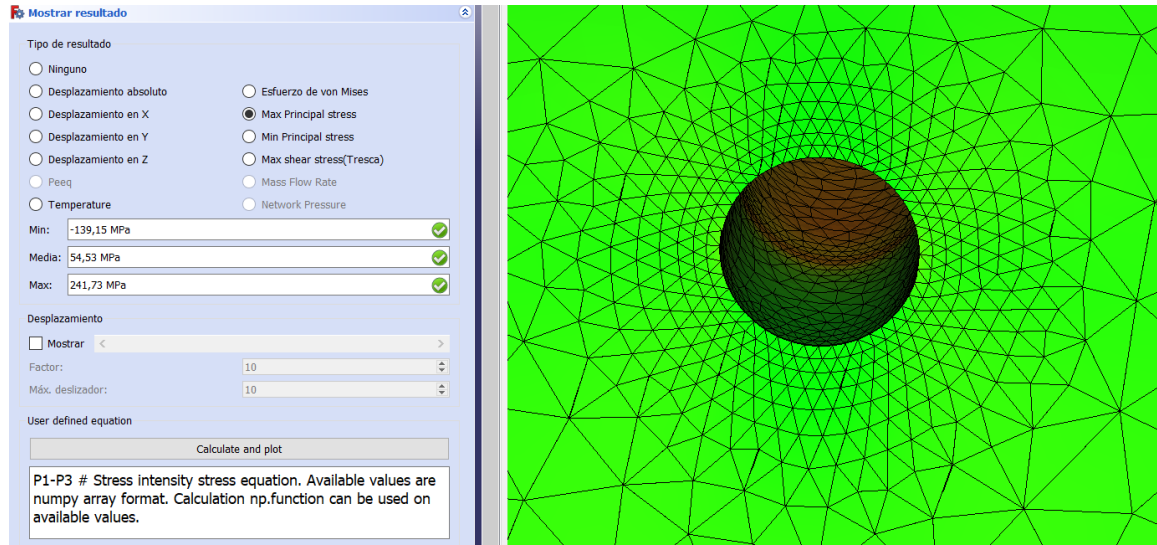 Mostrar resultado
Tipo de resultado
Ninguno
Desplazamiento absoluto
Esfuerzo de von Mises
Desplazamiento en X
Max Principal stress
Desplazamiento en Y
Min Principal stress
Desplazamiento en Z
Max shear stress(Tresca)
Peeq
Mass Flow Rate
Temperature
Network Pressure
Min: -139,15 MPa
Media: 54,53 MPa
Max: 241,73 MPa
Desplazamiento
Mostrar
Factor: 10
Máx. deslizador: 10
User defined equation
Calculate and plot
P1-P3 # Stress intensity stress equation. Available values are
numpy array format. Calculation np.function can be used on
available values.